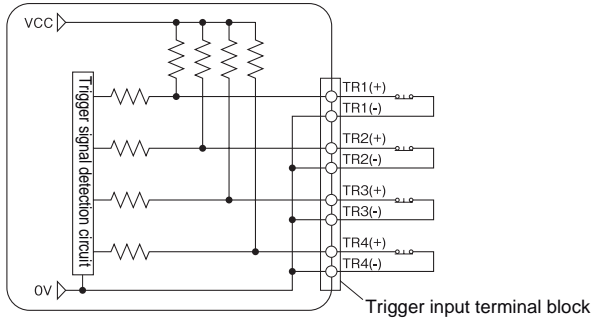 VCC
Trigger signal detection circuit
TR1(+)
TR1(-)
TR2(+)
TR2(-)
TR3(+)
TR3(-)
TR4(+)
TR4(-)
0V
Trigger input terminal block